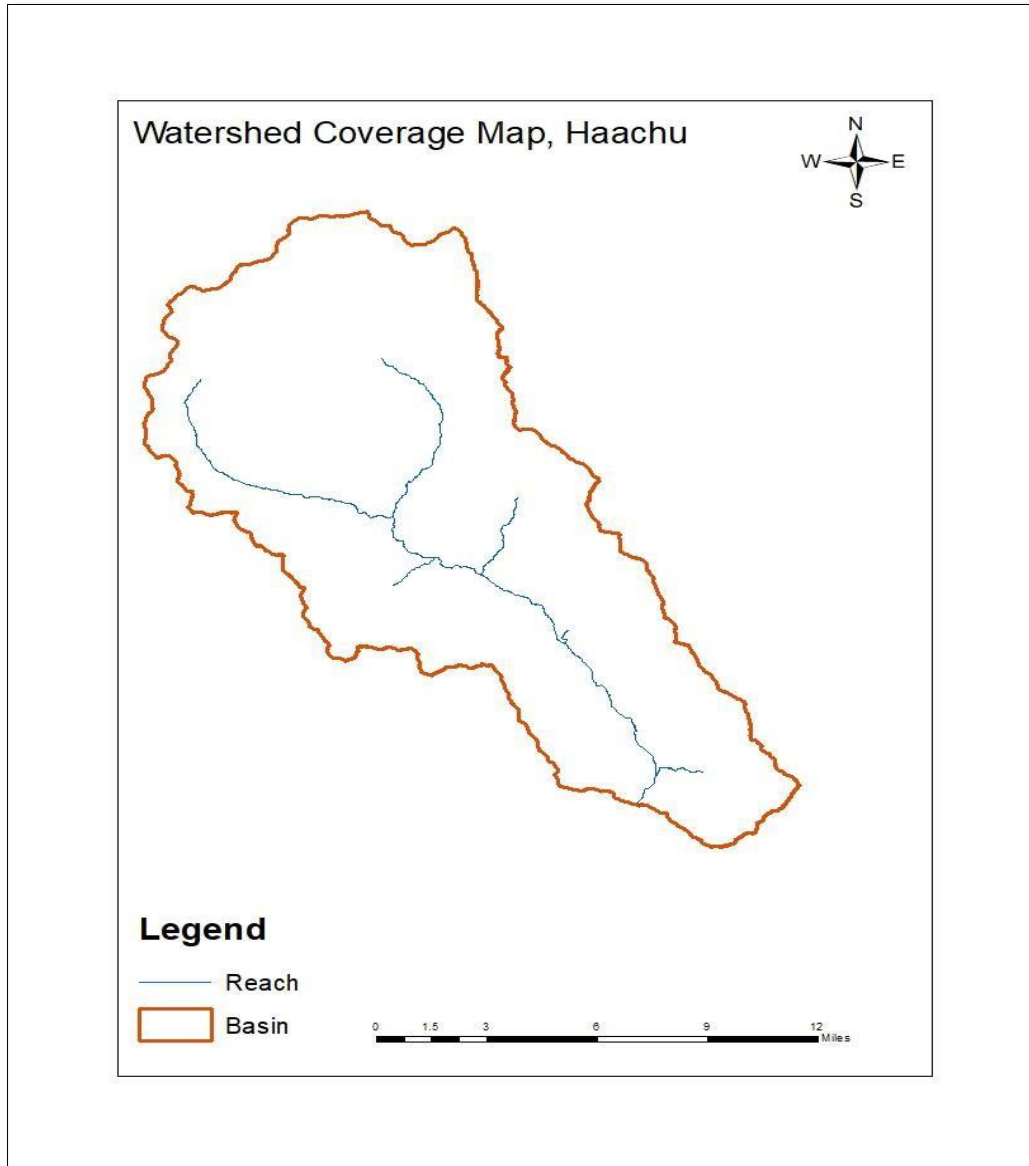 Watershed Coverage Map, Haachu
N
W E
S
Legend
Reach
Basin
0 1.5 3 6 9 12
Miles